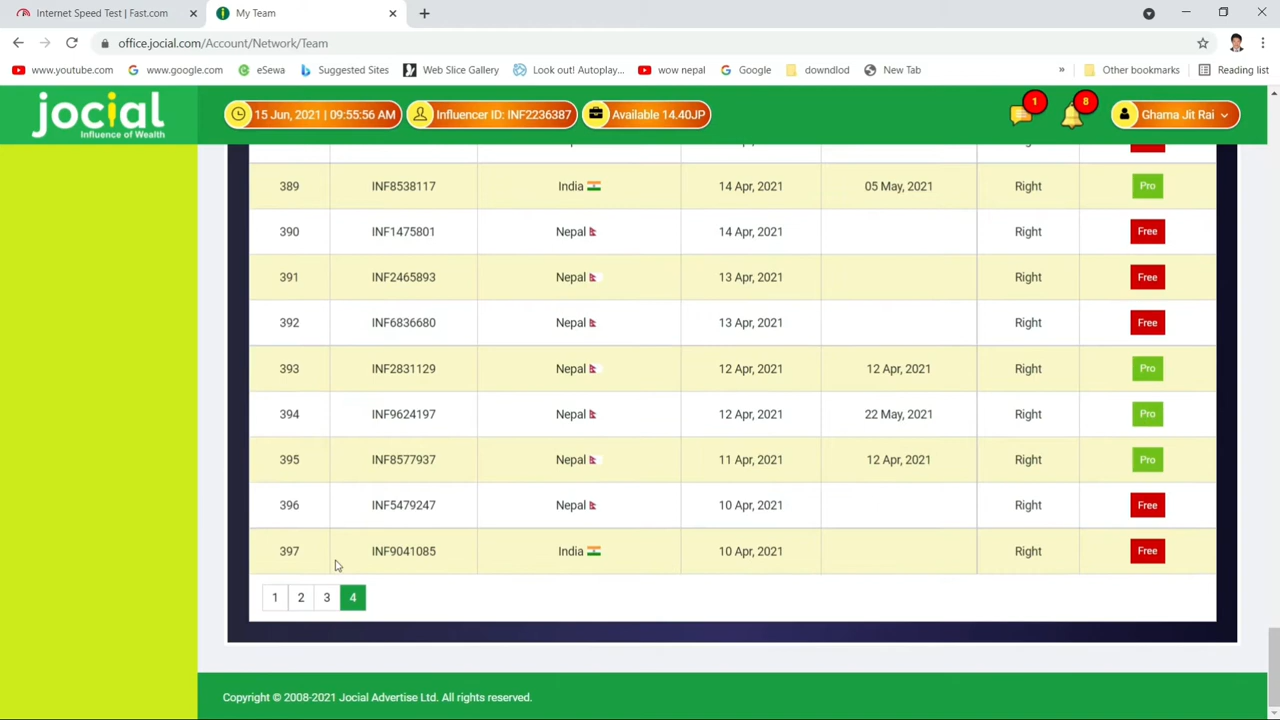 Internet Speed Test | Fast.com
My Team
office.jocial.com/Account/Network/Team
www.youtube.com
www.google.com
eSewa
Suggested Sites
Web Slice Gallery
Look out! Autoplay...
wow nepal
Google
downdlod
New Tab
»
Other bookmarks
Reading list
jocial
Influence of Wealth
15 Jun, 2021 | 09:55:56 AM
Influencer ID: INF2236387
Available 14.40JP
1
8
Ghama Jit Rai
389 INF8538117 India 14 Apr, 2021 05 May, 2021 Right Pro
390 INF1475801 Nepal 14 Apr, 2021 Right Free
391 INF2465893 Nepal 13 Apr, 2021 Right Free
392 INF6836680 Nepal 13 Apr, 2021 Right Free
393 INF2831129 Nepal 12 Apr, 2021 12 Apr, 2021 Right Pro
394 INF9624197 Nepal 12 Apr, 2021 22 May, 2021 Right Pro
395 INF8577937 Nepal 11 Apr, 2021 12 Apr, 2021 Right Pro
396 INF5479247 Nepal 10 Apr, 2021 Right Free
397 INF9041085 India 10 Apr, 2021 Right Free
1 2 3 4
Copyright © 2008-2021 Jocial Advertise Ltd. All rights reserved.